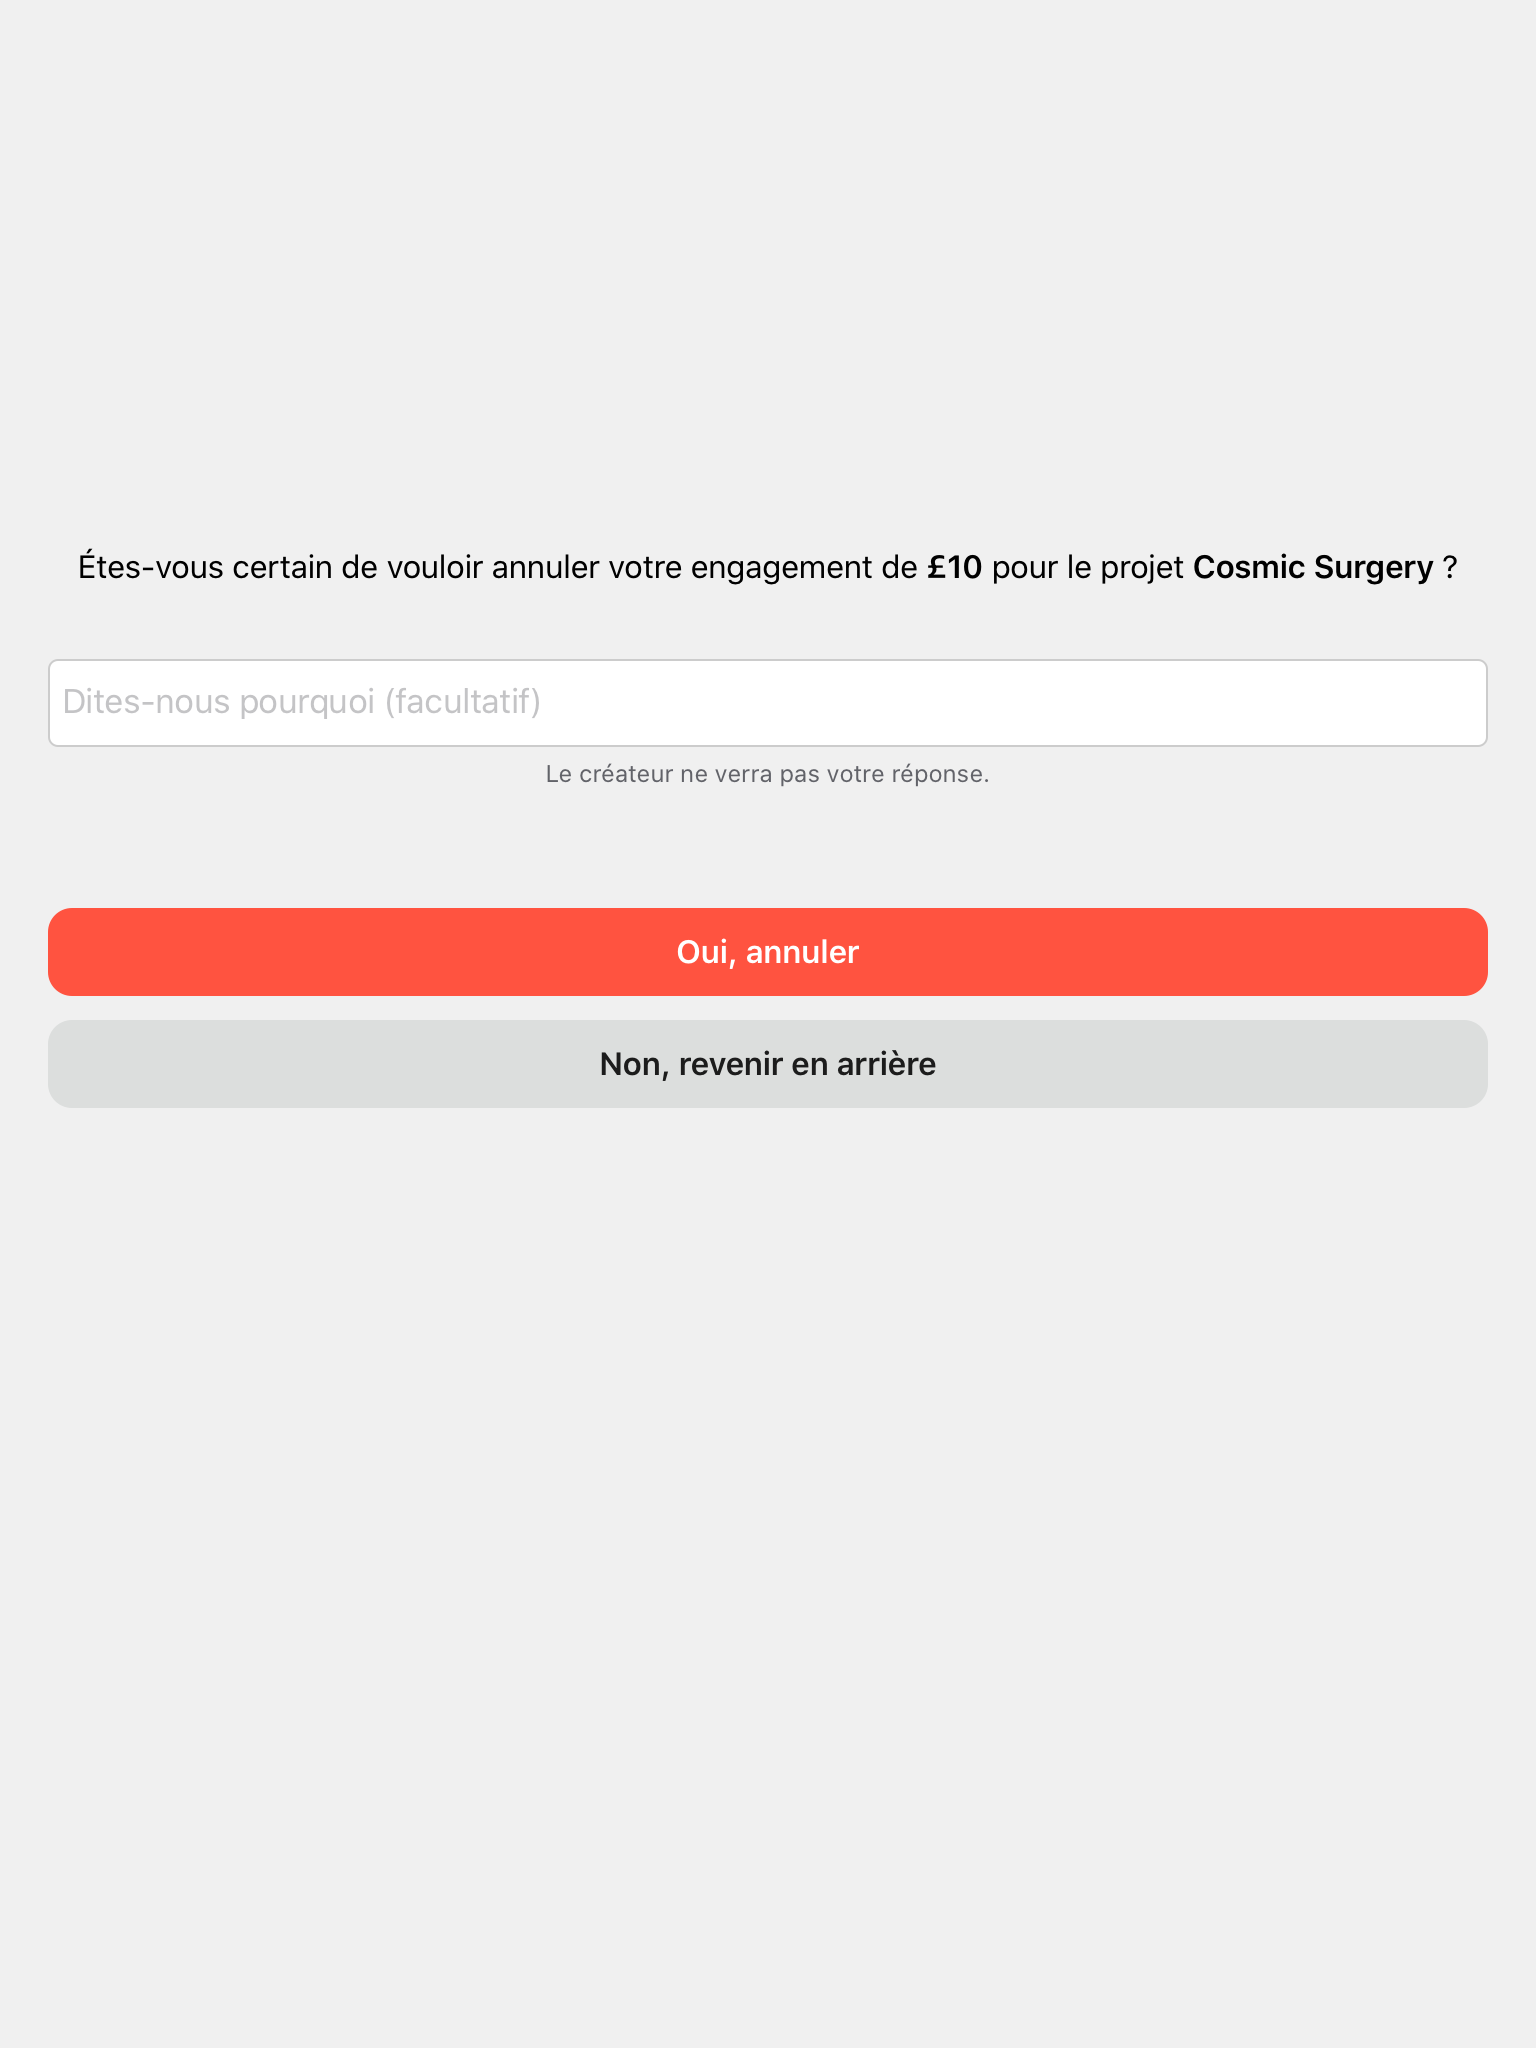 Êtes-vous certain de vouloir annuler votre engagement de £10 pour le projet Cosmic Surgery ?
Dites-nous pourquoi (facultatif)
Le créateur ne verra pas votre réponse.
Oui, annuler
Non, revenir en arrière